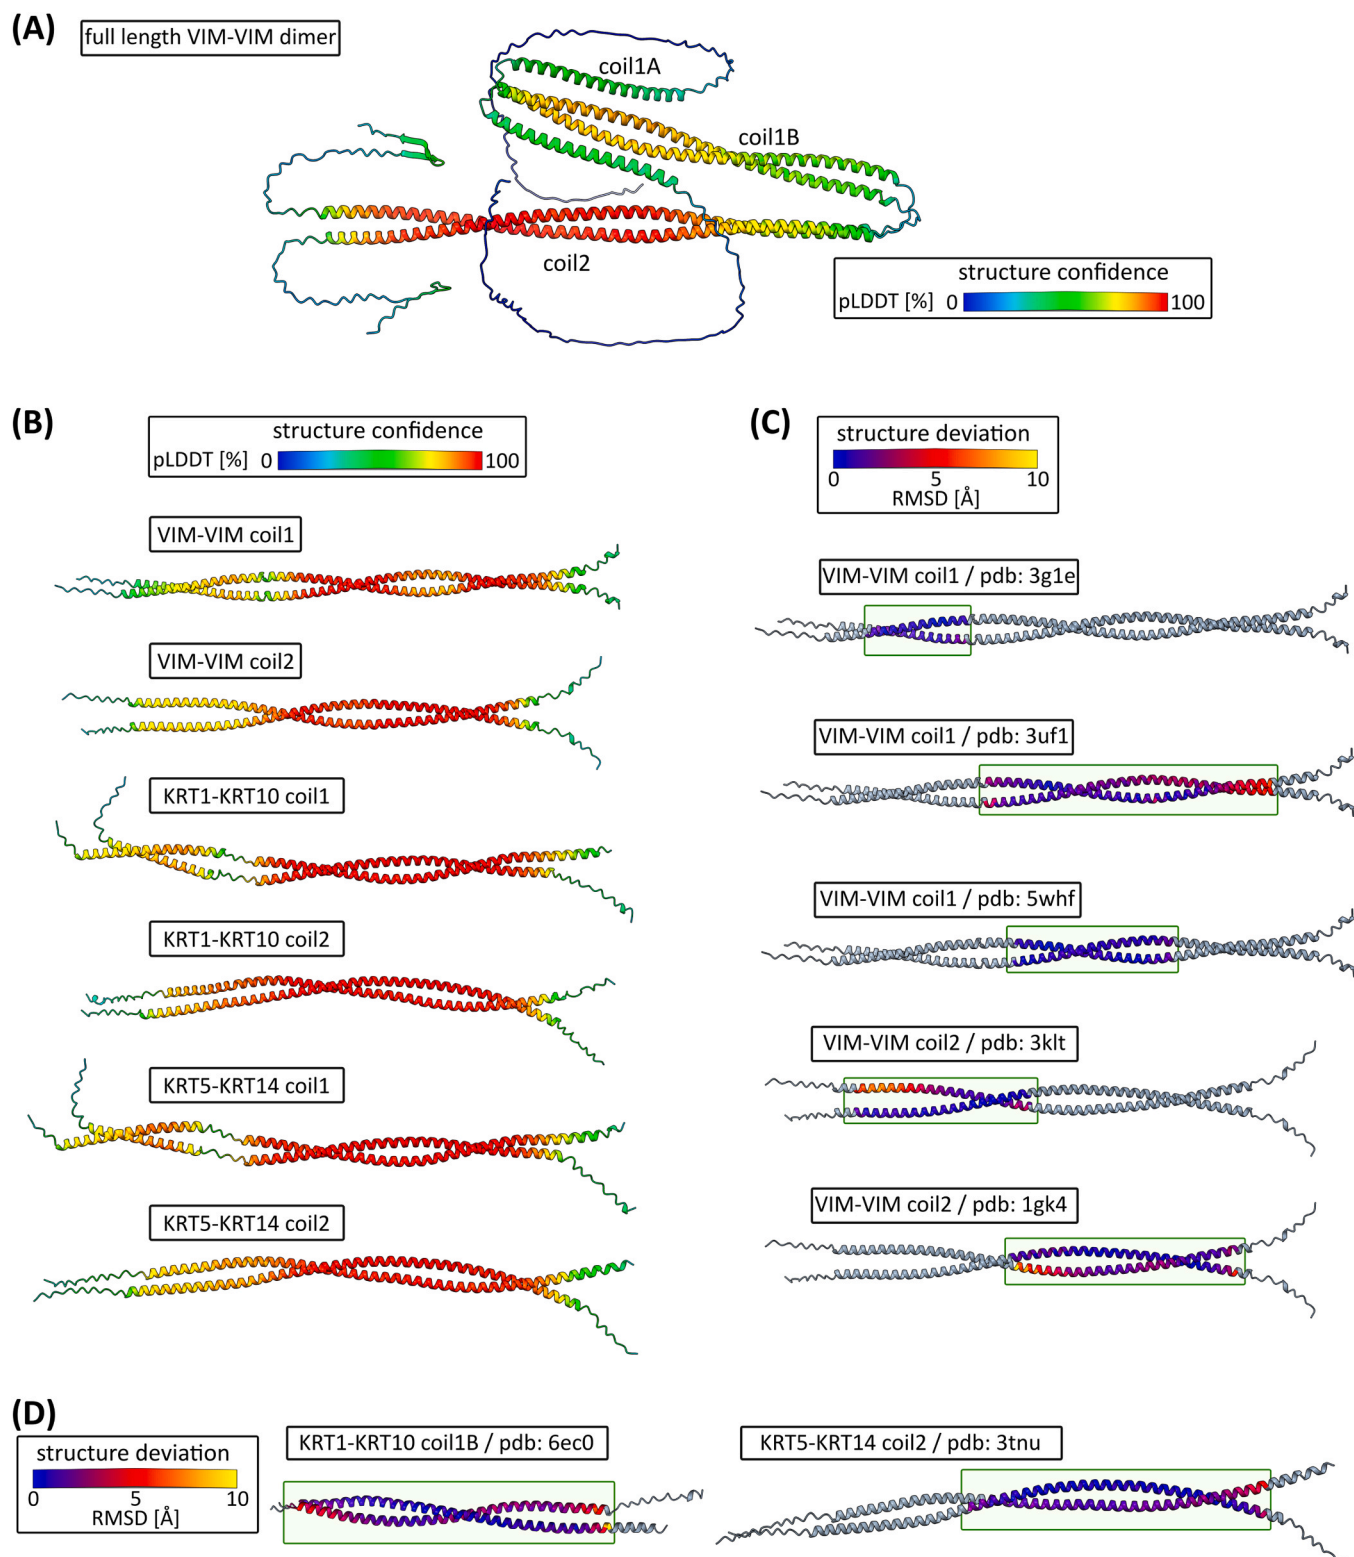 (A)
full length VIM-VIM dimer
coil1A
coil1B
coil2
structure confidence
pLDDT [%] 0 100
(B)
structure confidence
pLDDT [%] 0 100
VIM-VIM coil1
VIM-VIM coil2
KRT1-KRT10 coil1
KRT1-KRT10 coil2
KRT5-KRT14 coil1
KRT5-KRT14 coil2
(C)
structure deviation
0 5 10
RMSD [Å]
VIM-VIM coil1 / pdb: 3g1e
VIM-VIM coil1 / pdb: 3uf1
VIM-VIM coil1 / pdb: 5whf
VIM-VIM coil2 / pdb: 3klt
VIM-VIM coil2 / pdb: 1gk4
(D)
structure deviation
0 5 10
RMSD [Å]
KRT1-KRT10 coil1B / pdb: 6ec0
KRT5-KRT14 coil2 / pdb: 3tnu